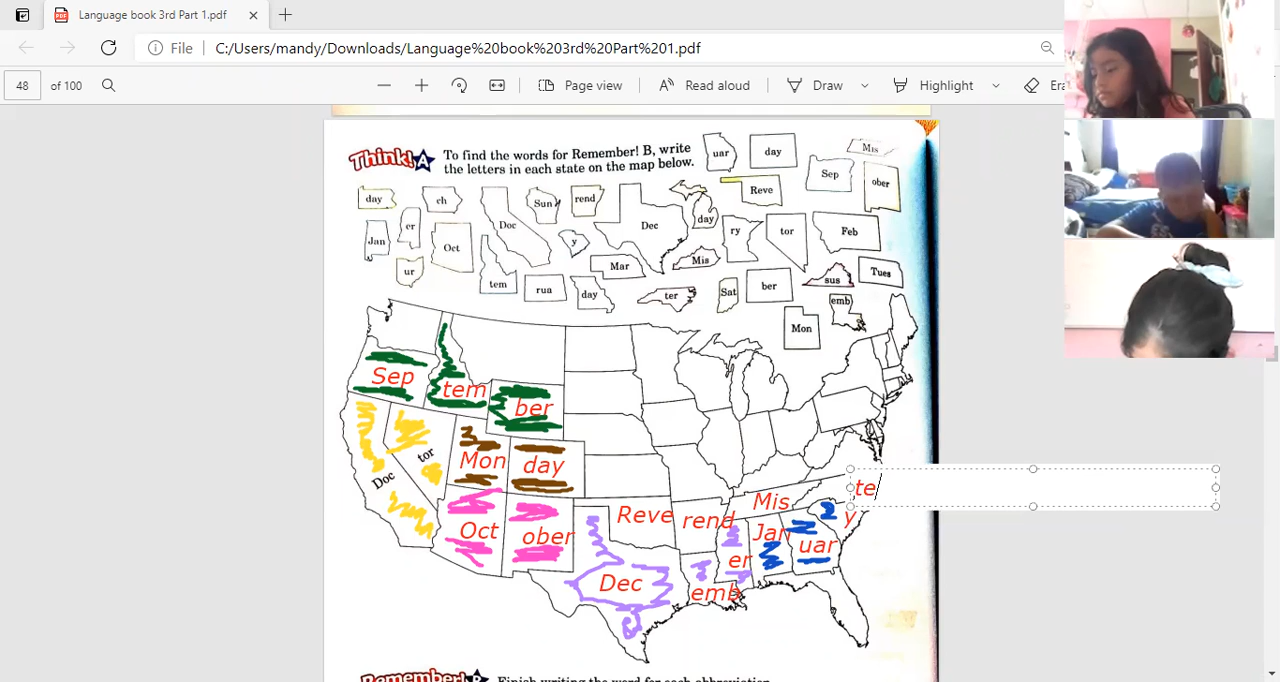 Language book 3rd Part 1.pdf
File C:/Users/mandy/Downloads/Language%20book%203rd%20Part%201.pdf
48 of 100 Page view Read aloud Draw Highlight Era
Think! A To find the words for Remember! B, write
the letters in each state on the map below.
uar day Mis
Sep ober
Reve
day ch Doc Sun rend Dec day
er ry tor Feb
Jan Oct y
ur Mar Mis Tues
tem rua day ter Sat ber sus
emb
Mon
Sep tem ber
Mon day
Doc tor
Oct ober
Reve rend Mis te
Jan uar y
Dec emb er
Remember! B Finish writing the word for each abbreviation.